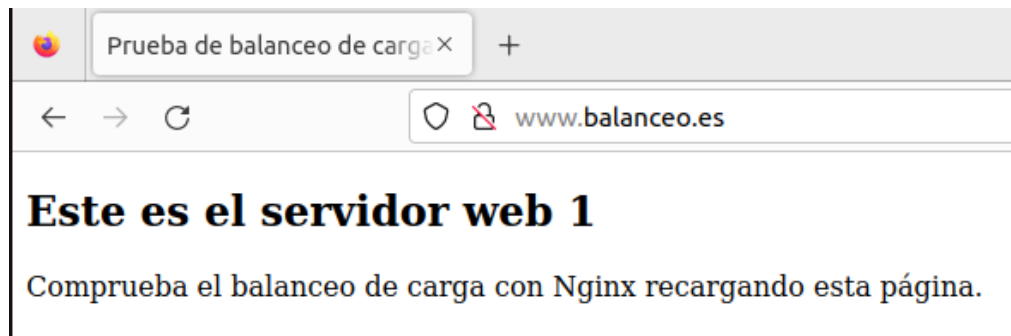 Prueba de balanceo de carga
www.balanceo.es
Este es el servidor web 1
Comprueba el balanceo de carga con Nginx recargando esta página.